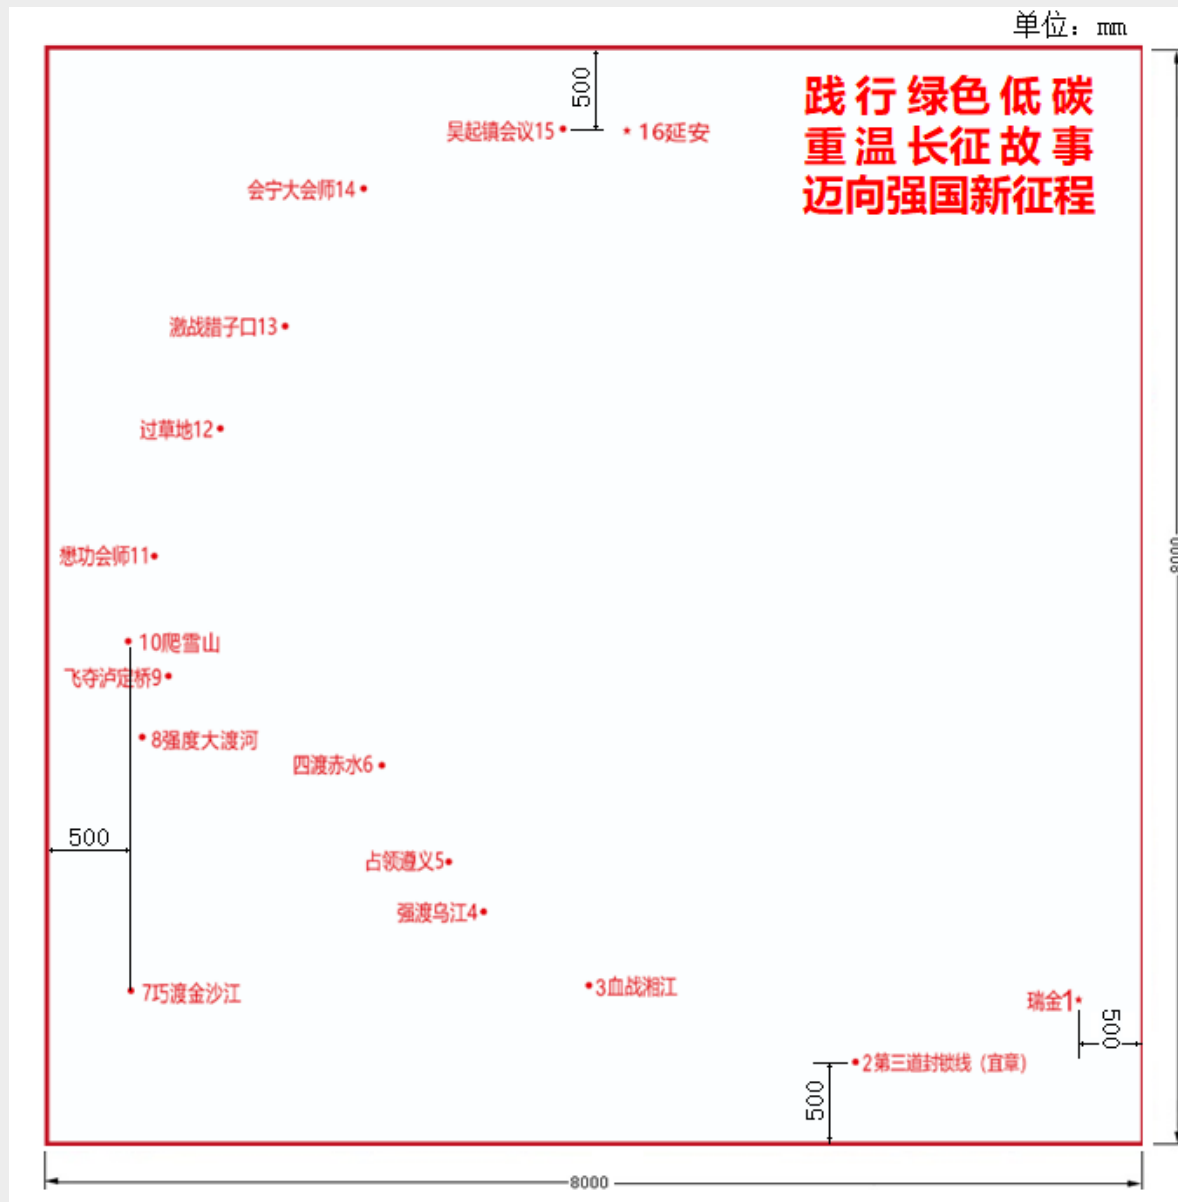 单位：mm
500
践行绿色低碳
重温长征故事
迈向强国新征程
吴起镇会议15
16延安
会宁大会师14
激战腊子口13
过草地12
懋功会师11
8000
10爬雪山
飞夺泸定桥9
8强度大渡河
四渡赤水6
500
占领遵义5
强渡乌江4
7巧渡金沙江
3血战湘江
瑞金1
500
2第三道封锁线（宜章）
500
8000